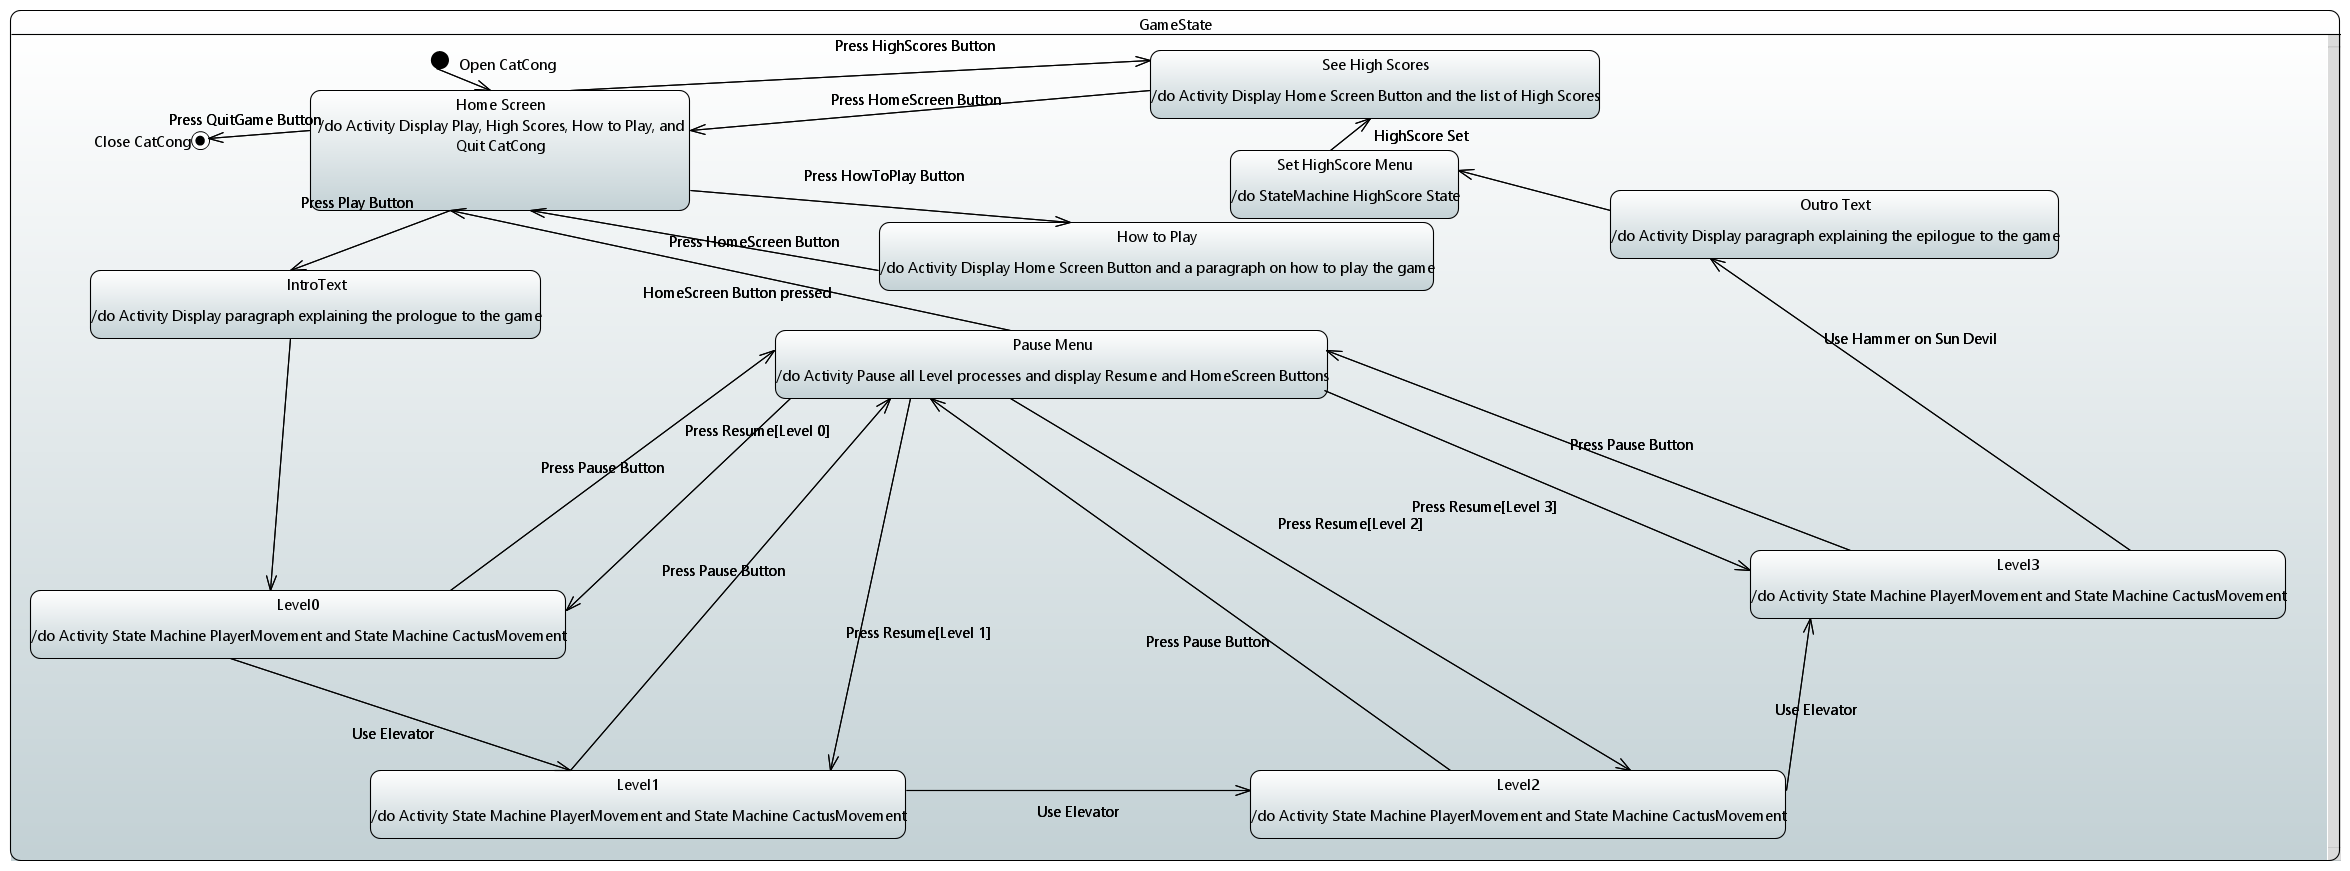 GameState
Open CatCong
Press HighScores Button
See High Scores
/do Activity Display Home Screen Button and the list of High Scores
Press HomeScreen Button
Home Screen
/do Activity Display Play, High Scores, How to Play, and
Quit CatCong
Press QuitGame Button
Close CatCong
HighScore Set
Set HighScore Menu
/do StateMachine HighScore State
Press HowToPlay Button
Press Play Button
Outro Text
/do Activity Display paragraph explaining the epilogue to the game
How to Play
/do Activity Display Home Screen Button and a paragraph on how to play the game
Press HomeScreen Button
IntroText
/do Activity Display paragraph explaining the prologue to the game
HomeScreen Button pressed
Pause Menu
/do Activity Pause all Level processes and display Resume and HomeScreen Buttons
Use Hammer on Sun Devil
Press Resume[Level 0]
Press Pause Button
Press Pause Button
Press Resume[Level 3]
Press Resume[Level 2]
Press Pause Button
Level3
/do Activity State Machine PlayerMovement and State Machine CactusMovement
Level0
/do Activity State Machine PlayerMovement and State Machine CactusMovement
Press Resume[Level 1]
Press Pause Button
Use Elevator
Use Elevator
Level1
/do Activity State Machine PlayerMovement and State Machine CactusMovement
Use Elevator
Level2
/do Activity State Machine PlayerMovement and State Machine CactusMovement